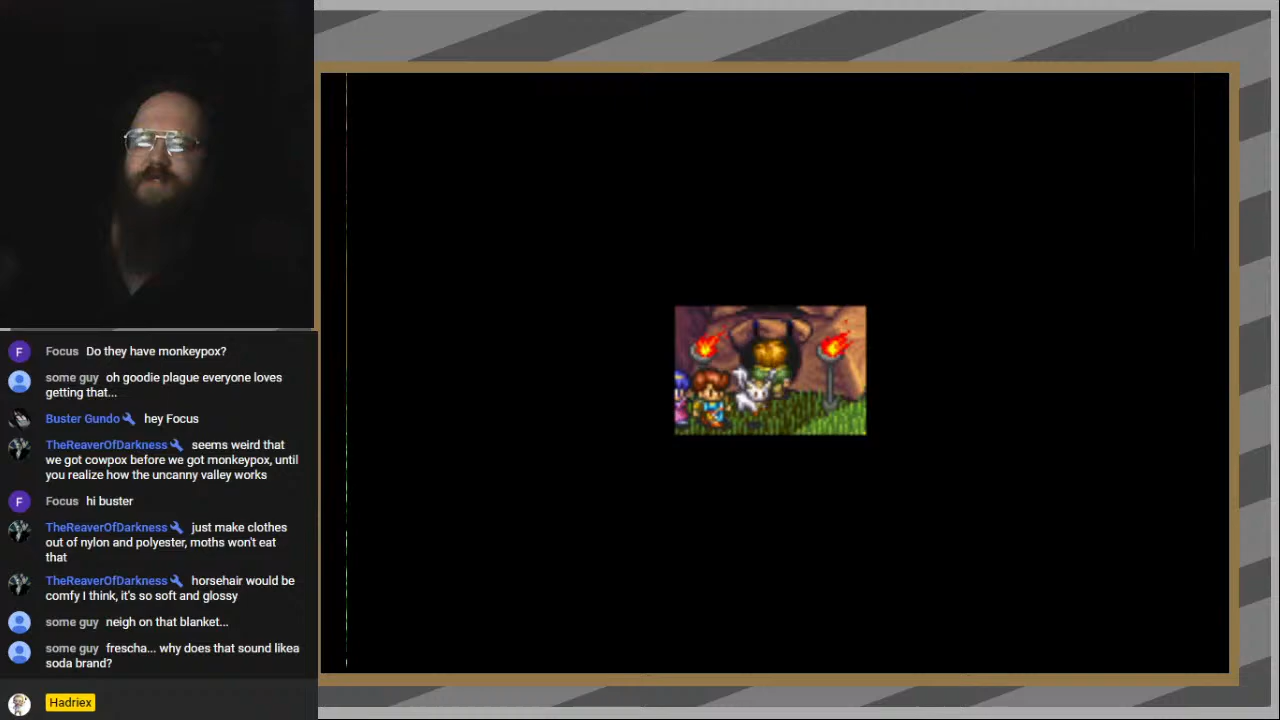 F
Focus Do they have monkeypox?
some guy oh goodie plague everyone loves
getting that...
Buster Gundo hey Focus
TheReaverOfDarkness seems weird that
we got cowpox before we got monkeypox, until
you realize how the uncanny valley works
F
Focus hi buster
TheReaverOfDarkness just make clothes
out of nylon and polyester, moths won't eat
that
TheReaverOfDarkness horsehair would be
comfy I think, it's so soft and glossy
some guy neigh on that blanket...
some guy frescha... why does that sound likea
soda brand?
Hadriex